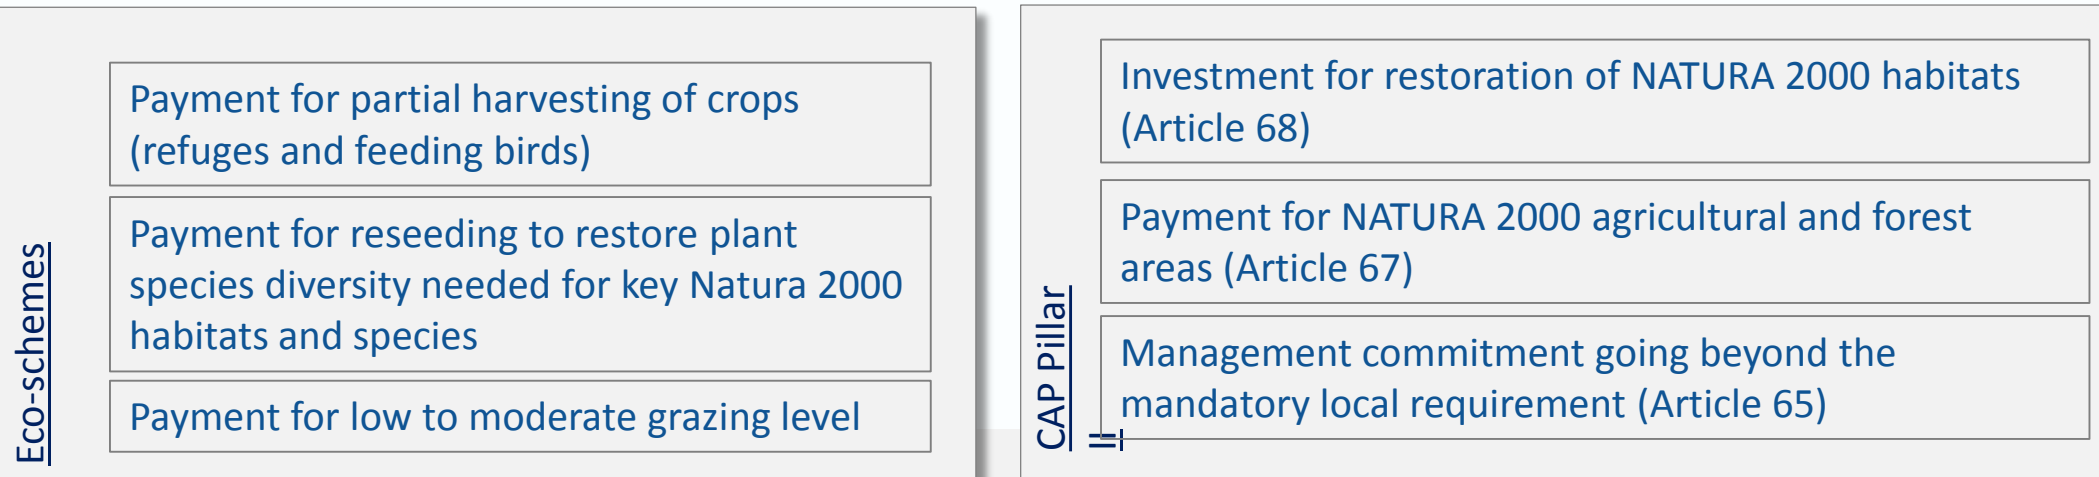 Eco-schemes
Payment for partial harvesting of crops
(refuges and feeding birds)
Payment for reseeding to restore plant
species diversity needed for key Natura 2000
habitats and species
Payment for low to moderate grazing level
CAP Pillar
II
Investment for restoration of NATURA 2000 habitats
(Article 68)
Payment for NATURA 2000 agricultural and forest
areas (Article 67)
Management commitment going beyond the
mandatory local requirement (Article 65)